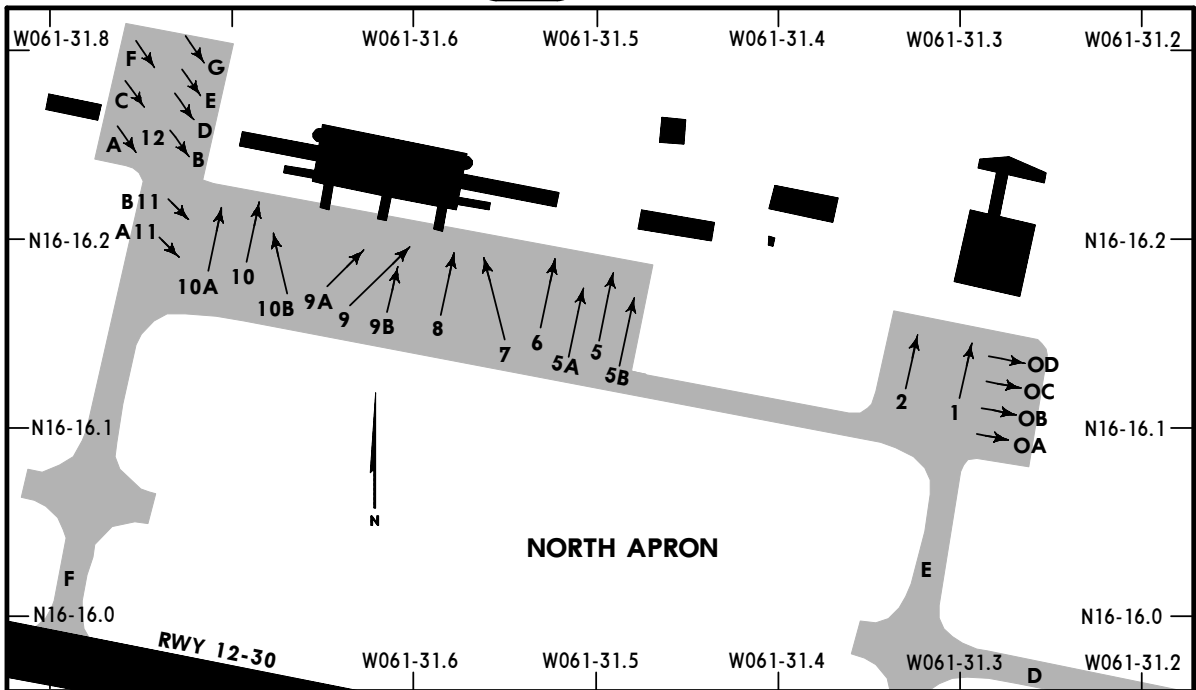 W061-31.8 W061-31.6 W061-31.5 W061-31.4 W061-31.3 W061-31.2
F G
C E
D
A 12 B
B11
A11
N16-16.2 N16-16.2
10A 10 10B 9A 9 9B 8 7 6 5A 5 5B
2 1
OD
OC
OB
OA
N16-16.1 N16-16.1
N
NORTH APRON
F E
N16-16.0 N16-16.0
RWY 12-30
W061-31.6 W061-31.5 W061-31.4 W061-31.3 W061-31.2
D